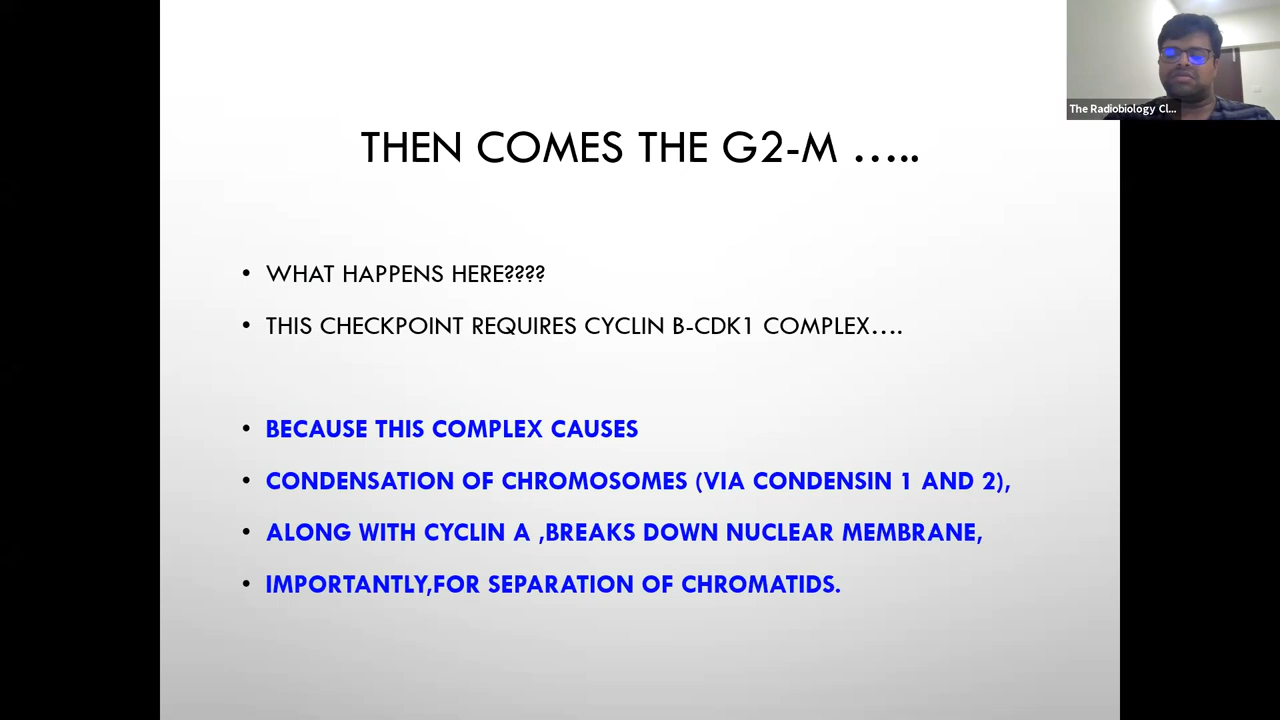 The Radiobiology Cl...
THEN COMES THE G2-M .....
• WHAT HAPPENS HERE????
• THIS CHECKPOINT REQUIRES CYCLIN B-CDK1 COMPLEX....
• BECAUSE THIS COMPLEX CAUSES
• CONDENSATION OF CHROMOSOMES (VIA CONDENSIN 1 AND 2),
• ALONG WITH CYCLIN A ,BREAKS DOWN NUCLEAR MEMBRANE,
• IMPORTANTLY,FOR SEPARATION OF CHROMATIDS.